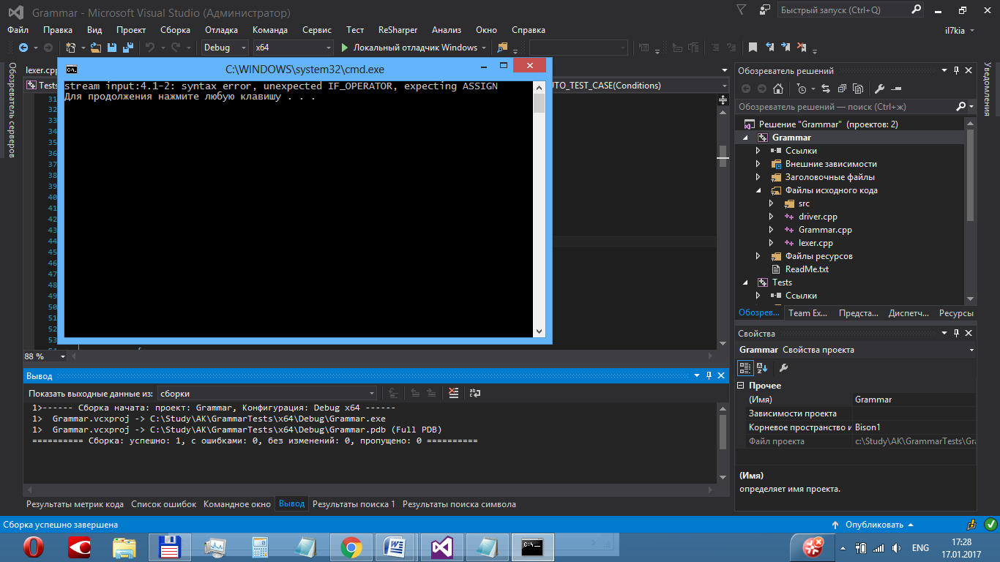 Grammar - Microsoft Visual Studio (Администратор)
Быстрый запуск (Ctrl+Q)
Файл Правка Вид Проект Сборка Отладка Команда Сервис Тест ReSharper Анализ Окно Справка
il7kia
Debug x64 Локальный отладчик Windows
Обозреватель серверов
lexer.cp
Tests
UTO_TEST_CASE(Conditions)
C:\WINDOWS\system32\cmd.exe
stream input:4.1-2: syntax error, unexpected IF_OPERATOR, expecting ASSIGN
Для продолжения нажмите любую клавишу . . .
31
32
33
34
35
36
37
38
39
40
41
42
43
44
45
46
47
48
49
50
51
52
53
88 %
Вывод
Показать выходные данные из: сборки
1>------ Сборка начата: проект: Grammar, Конфигурация: Debug x64 ------
1> Grammar.vcxproj -> C:\Study\AK\GrammarTests\x64\Debug\Grammar.exe
1> Grammar.vcxproj -> C:\Study\AK\GrammarTests\x64\Debug\Grammar.pdb (Full PDB)
========== Сборка: успешно: 1, с ошибками: 0, без изменений: 0, пропущено: 0 ==========
Результаты метрик кода Список ошибок Командное окно Вывод Результаты поиска 1 Результаты поиска символа
Обозреватель решений
Обозреватель решений — поиск (Ctrl+ж)
Решение "Grammar" (проектов: 2)
Grammar
Ссылки
Внешние зависимости
Заголовочные файлы
Файлы исходного кода
src
driver.cpp
Grammar.cpp
lexer.cpp
Файлы ресурсов
ReadMe.txt
Tests
Ссылки
Обозрев... Team Ex... Предста... Диспетч... Ресурсы
Уведомления
Свойства
Grammar Свойства проекта
Прочее
(Имя) Grammar
Зависимости проекта
Корневое пространство и Bison1
Файл проекта c:\Study\AK\GrammarTests\Gra
(Имя)
определяет имя проекта.
Сборка успешно завершена
Опубликовать
ENG
17:28
17.01.2017